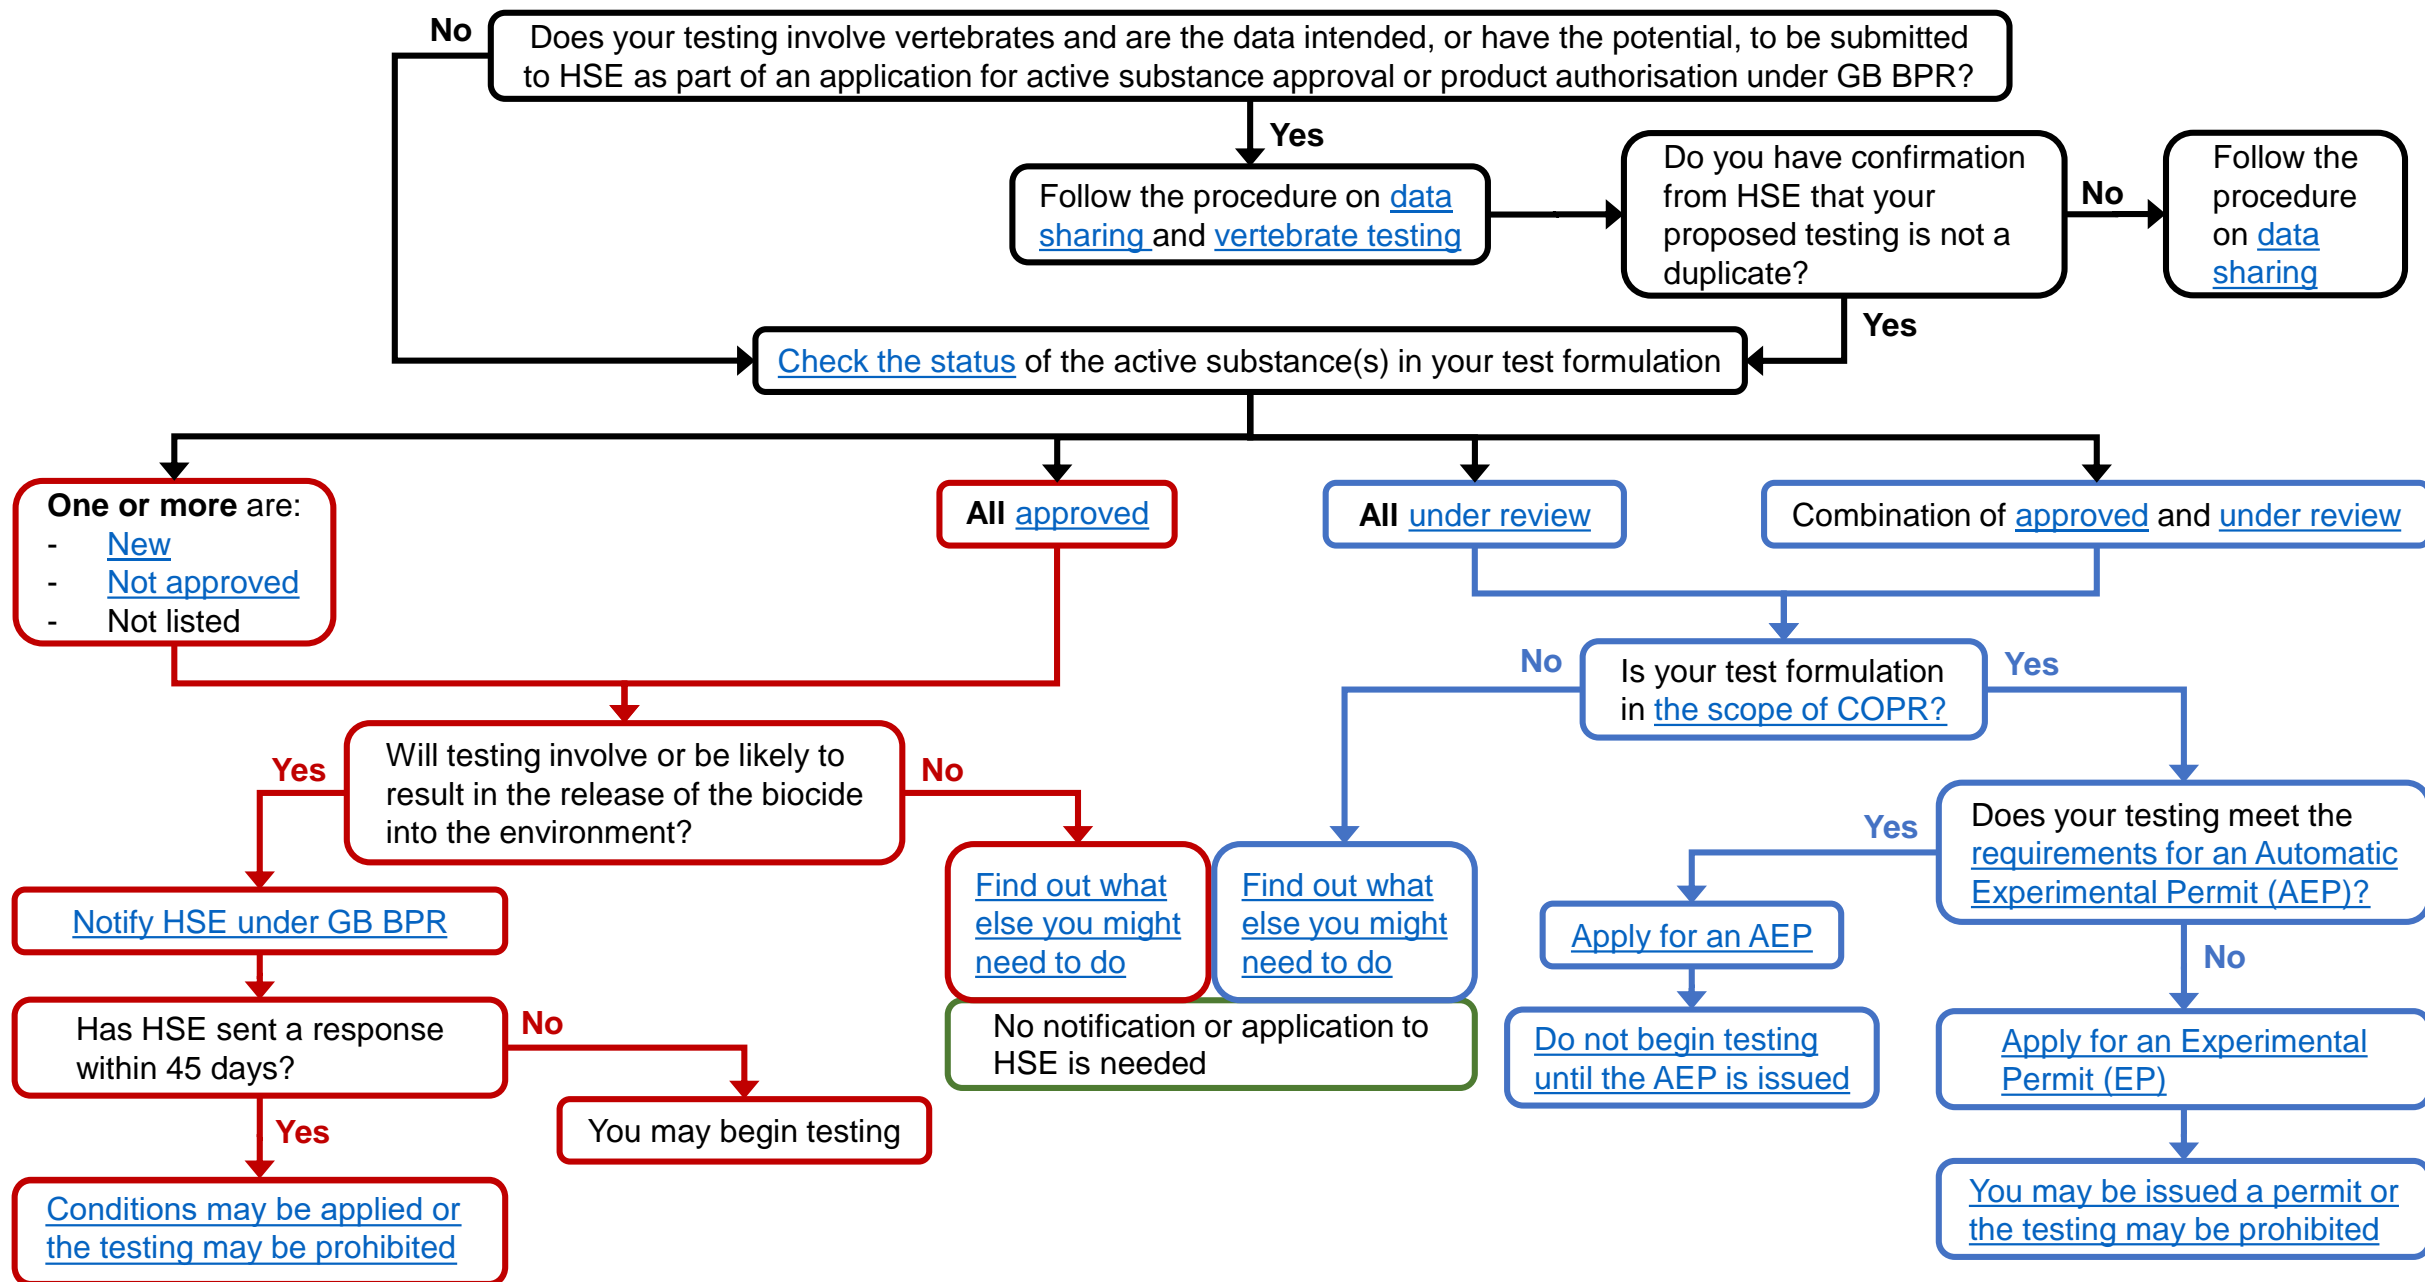 No
Does your testing involve vertebrates and are the data intended, or have the potential, to be submitted
to HSE as part of an application for active substance approval or product authorisation under GB BPR?
Yes
Follow the procedure on data
sharing and vertebrate testing
Do you have confirmation
from HSE that your
proposed testing is not a
duplicate?
No
Follow the
procedure
on data
sharing
Yes
Check the status of the active substance(s) in your test formulation
One or more are:
- New
- Not approved
- Not listed
All approved
All under review
Combination of approved and under review
Will testing involve or be likely to
result in the release of the biocide
into the environment?
Yes
No
Notify HSE under GB BPR
Has HSE sent a response
within 45 days?
No
You may begin testing
Yes
Conditions may be applied or
the testing may be prohibited
Find out what
else you might
need to do
Find out what
else you might
need to do
No notification or application to
HSE is needed
No
Is your test formulation
in the scope of COPR?
Yes
Does your testing meet the
requirements for an Automatic
Experimental Permit (AEP)?
Yes
Apply for an AEP
Do not begin testing
until the AEP is issued
No
Apply for an Experimental
Permit (EP)
You may be issued a permit or
the testing may be prohibited